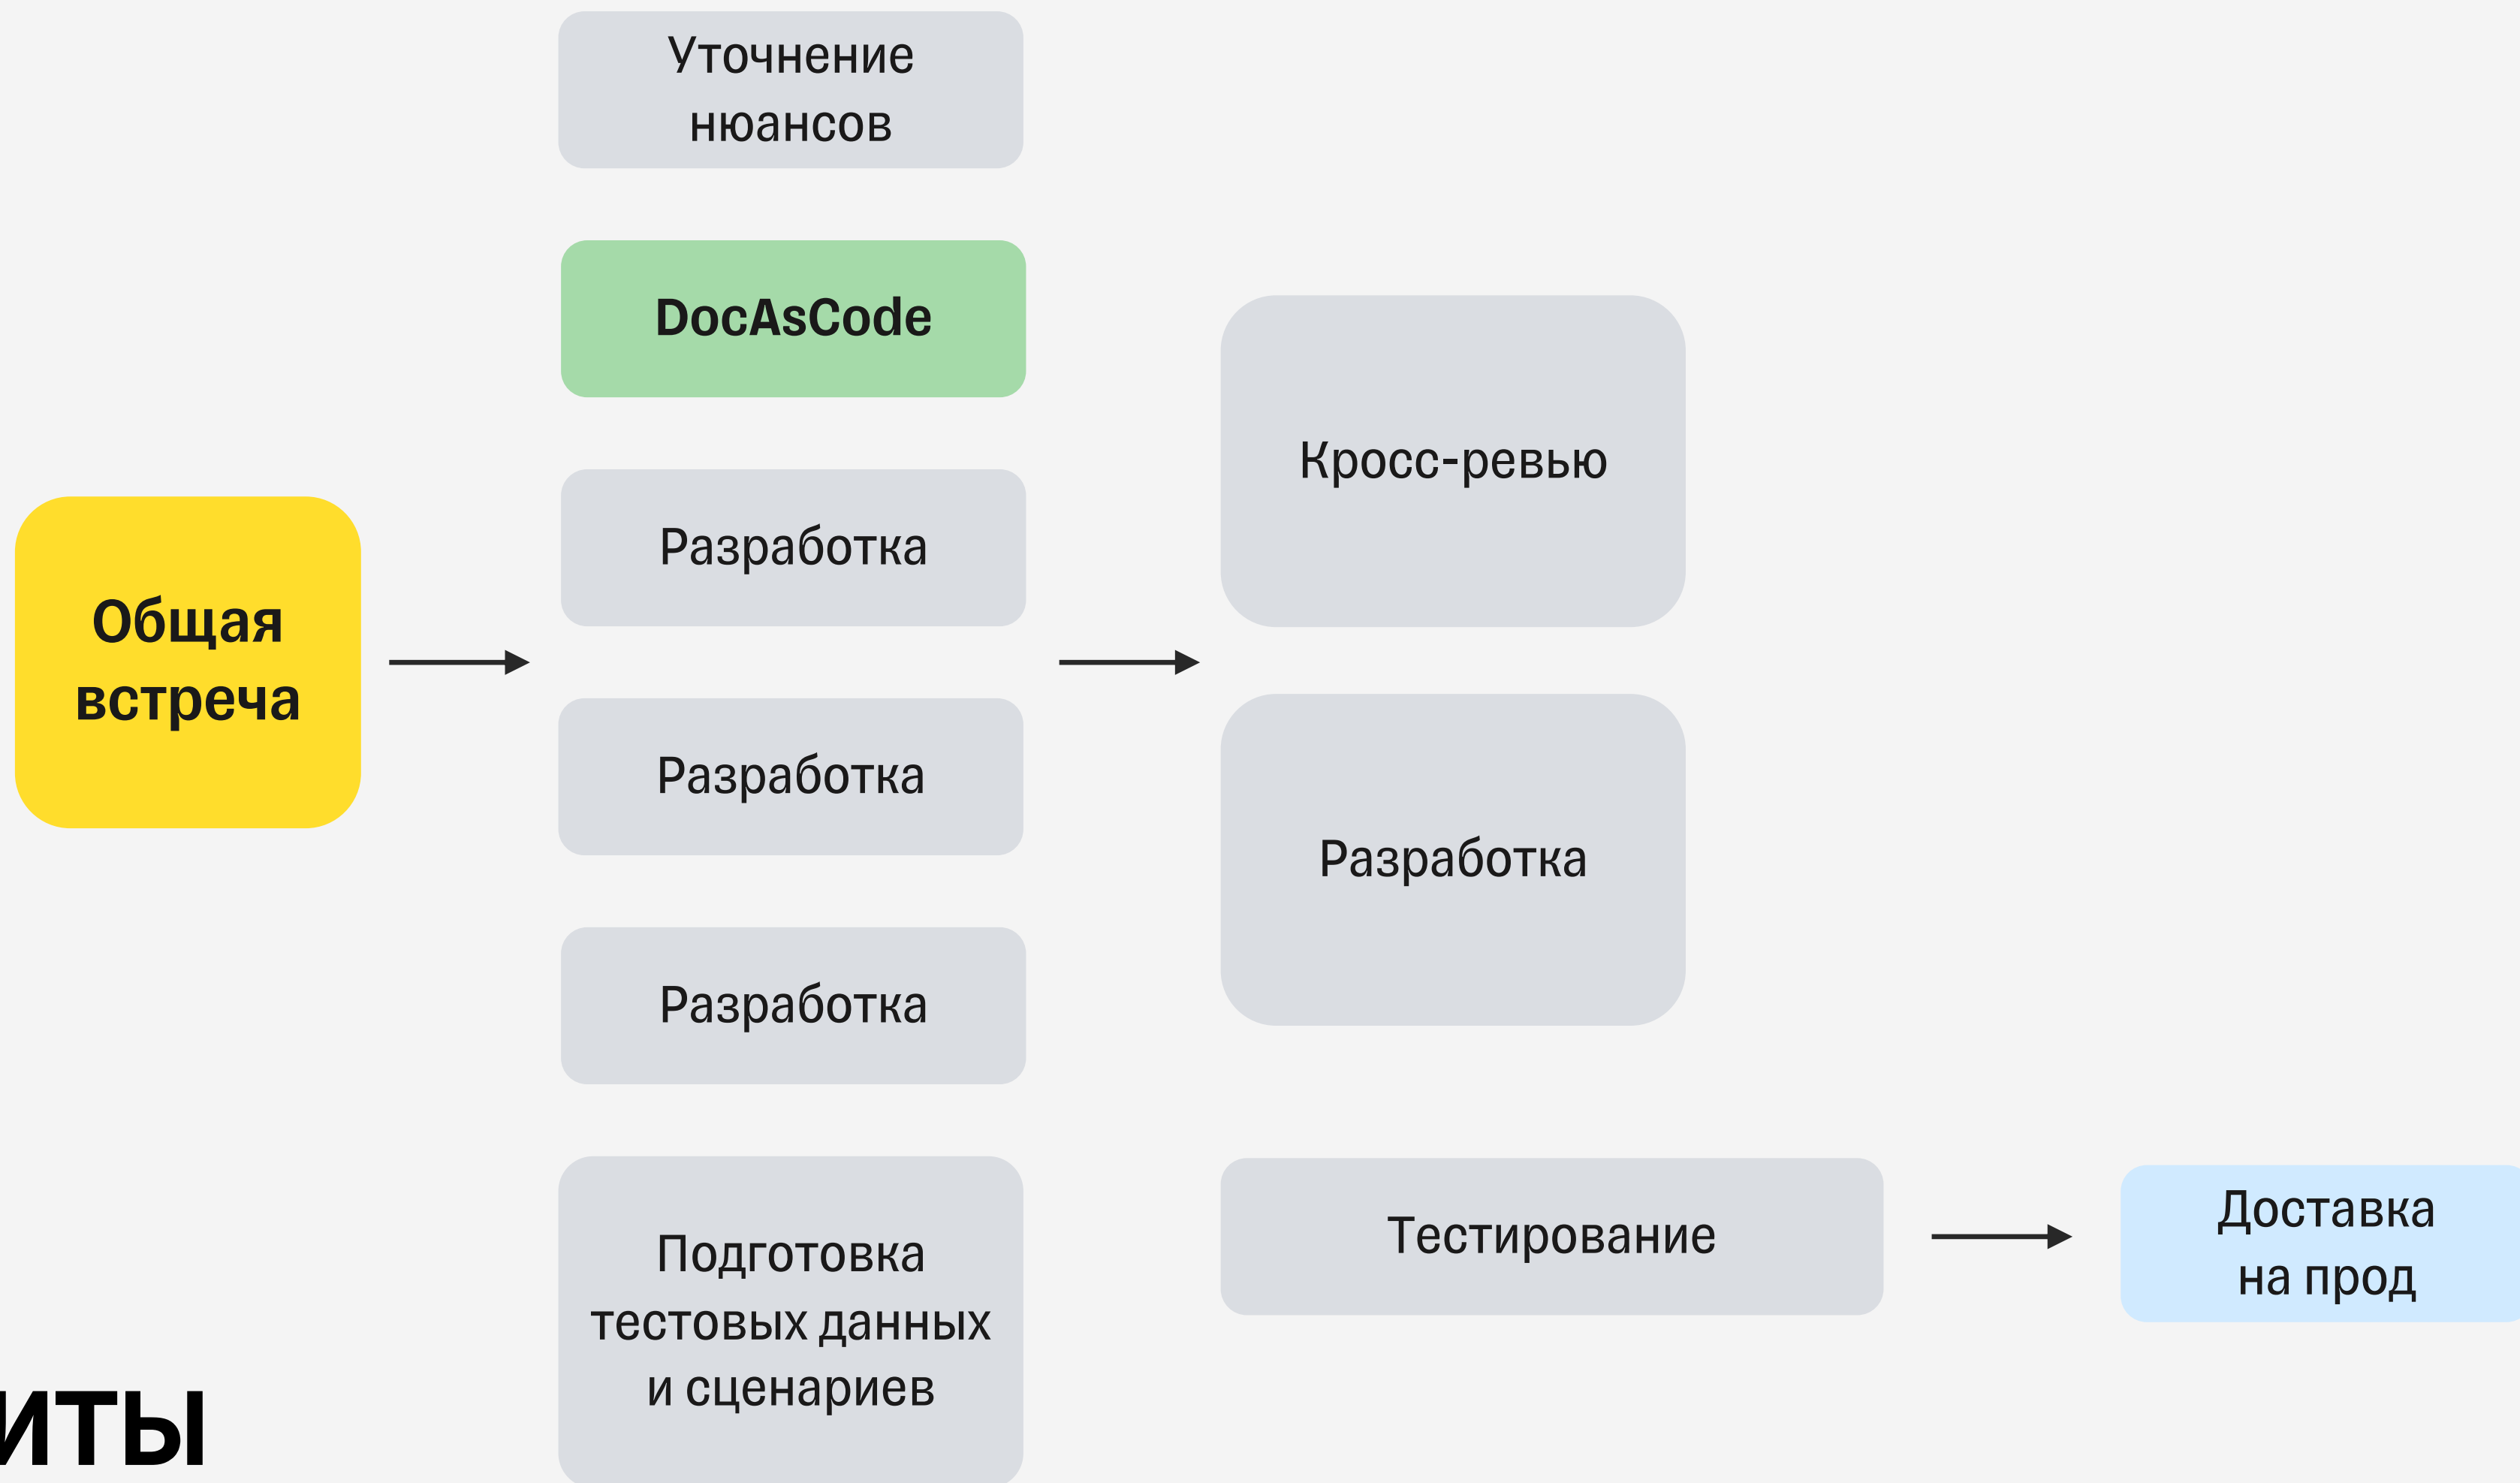 Общая
встреча
Уточнение
нюансов
DocAsCode
Разработка
Разработка
Разработка
Подготовка
тестовых данных
и сценариев
Кросс-ревью
Разработка
Тестирование
Доставка
на прод